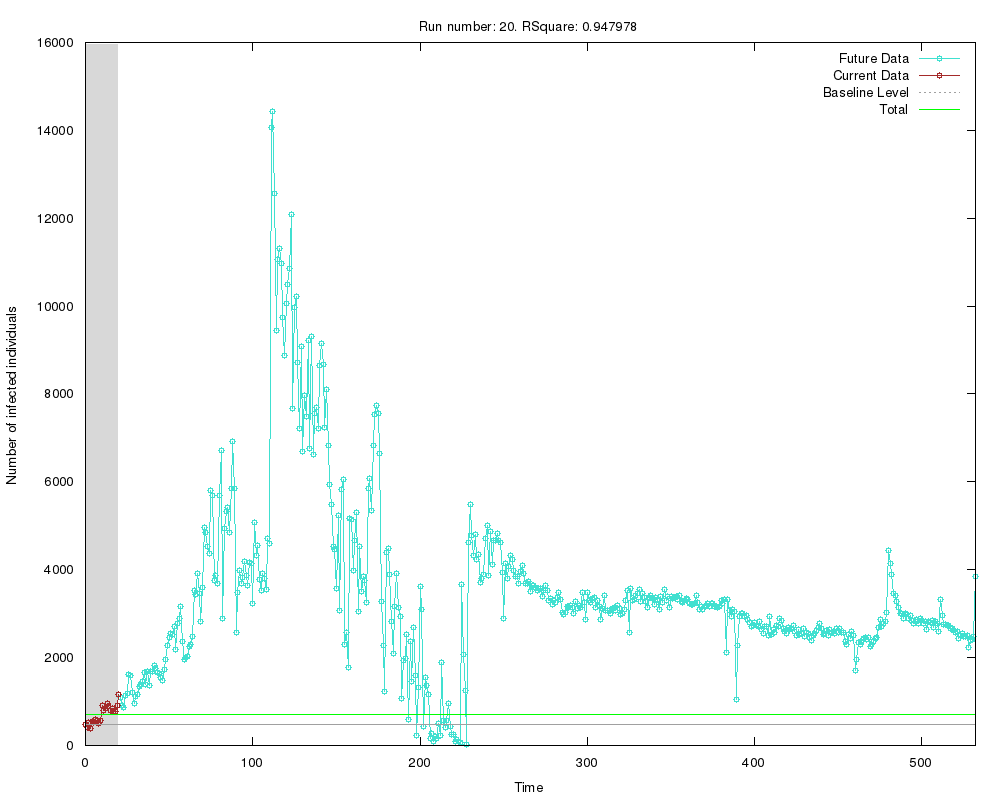 Run number: 20. RSquare: 0.947978
Future Data
Current Data
Baseline Level
Total
16000
14000
12000
10000
8000
6000
4000
2000
0
Number of infected individuals
0 100 200 300 400 500
Time